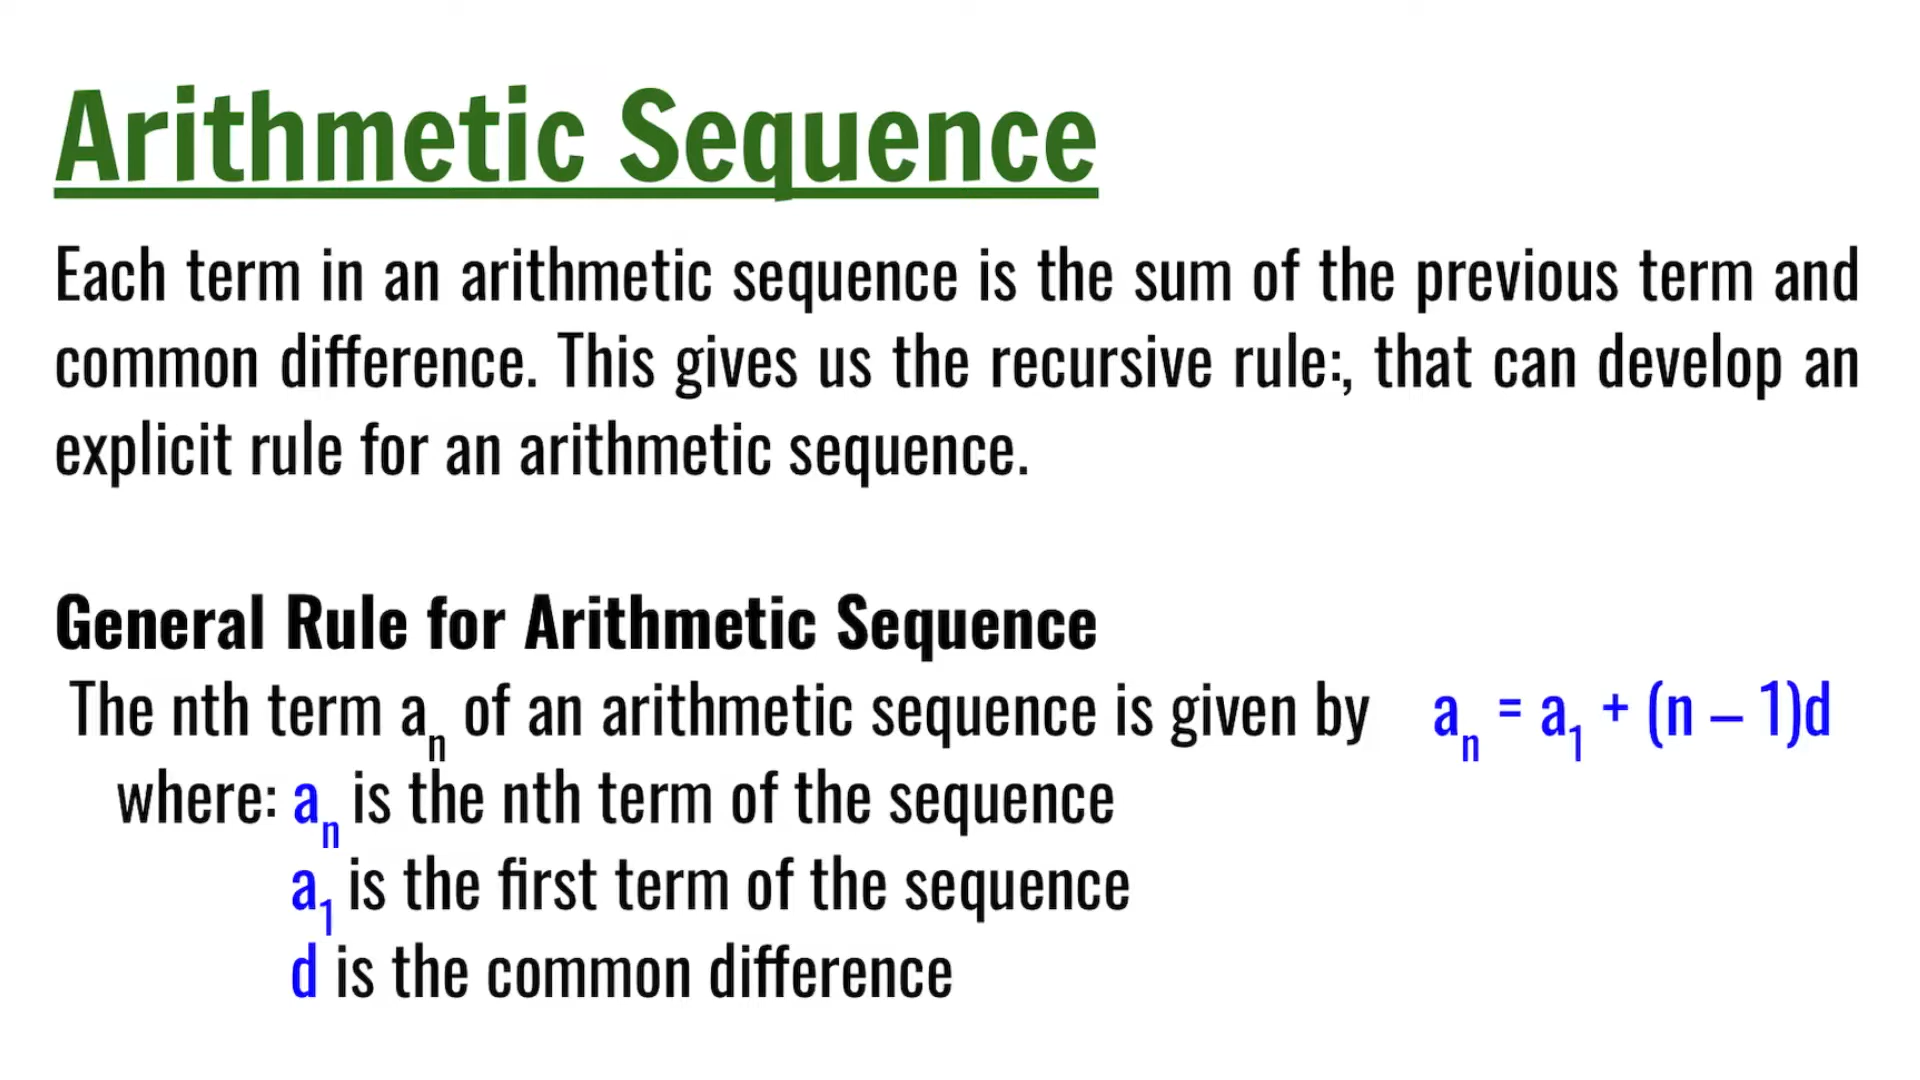 Arithmetic Sequence
Each term in an arithmetic sequence is the sum of the previous term and
common difference. This gives us the recursive rule:, that can develop an
explicit rule for an arithmetic sequence.
General Rule for Arithmetic Sequence
The nth term aₙ of an arithmetic sequence is given by aₙ = a₁ + (n – 1)d
where: aₙ is the nth term of the sequence
a₁ is the first term of the sequence
d is the common difference